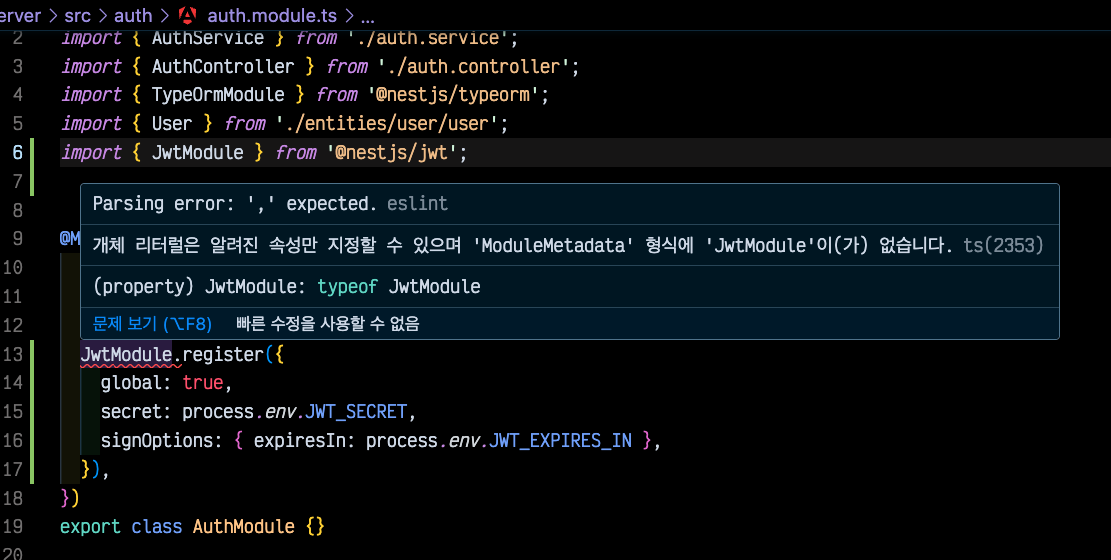 erver > src > auth > auth.module.ts > ...
2 import { AuthService } from './auth.service';
3 import { AuthController } from './auth.controller';
4 import { TypeOrmModule } from '@nestjs/typeorm';
5 import { User } from './entities/user/user';
6 import { JwtModule } from '@nestjs/jwt';
7
Parsing error: ',' expected. eslint
8
9 @M
개체 리터럴은 알려진 속성만 지정할 수 있으며 'ModuleMetadata' 형식에 'JwtModule'이(가) 없습니다. ts(2353)
10
(property) JwtModule: typeof JwtModule
11
12
문제 보기 (⌥F8) 빠른 수정을 사용할 수 없음
13 JwtModule.register({
14 global: true,
15 secret: process.env.JWT_SECRET,
16 signOptions: { expiresIn: process.env.JWT_EXPIRES_IN },
17 }),
18 })
19 export class AuthModule {}
20